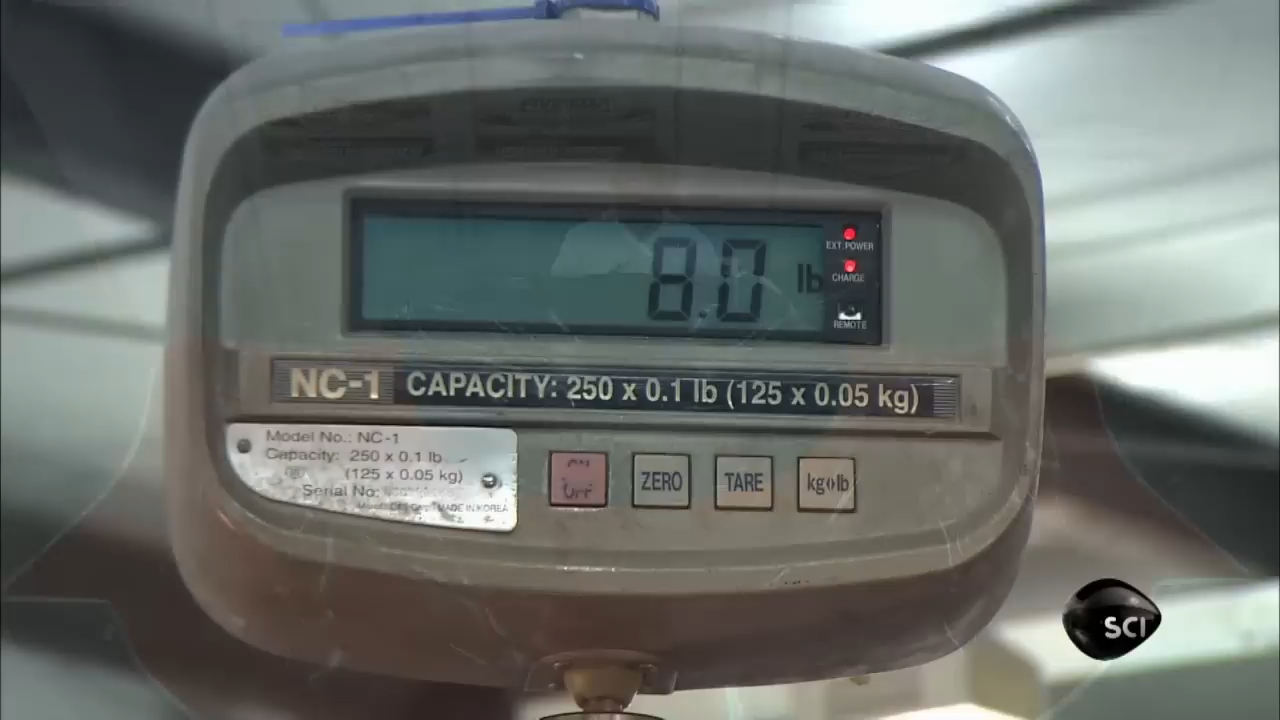 8.0 lb
EXT.POWER
CHARGE
REMOTE
NC-1 CAPACITY: 250 x 0.1 lb (125 x 0.05 kg)
Model No.: NC-1
Capacity: 250 x 0.1 lb
(125 x 0.05 kg)
Serial No:
MADE IN KOREA
ON
OFF
ZERO
TARE
kg lb
SCI